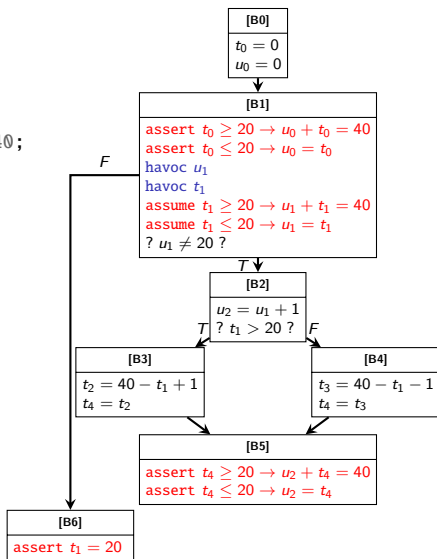 [B0]
t₀ = 0
u₀ = 0
[B1]
0;
assert t₀ ≥ 20 → u₀ + t₀ = 40
assert t₀ ≤ 20 → u₀ = t₀
havoc u₁
havoc t₁
assume t₁ ≥ 20 → u₁ + t₁ = 40
assume t₁ ≤ 20 → u₁ = t₁
? u₁ ≠ 20 ?
F
T
[B2]
u₂ = u₁ + 1
? t₁ > 20 ?
T
F
[B3]
t₂ = 40 − t₁ + 1
t₄ = t₂
[B4]
t₃ = 40 − t₁ − 1
t₄ = t₃
[B5]
assert t₄ ≥ 20 → u₂ + t₄ = 40
assert t₄ ≤ 20 → u₂ = t₄
[B6]
assert t₁ = 20